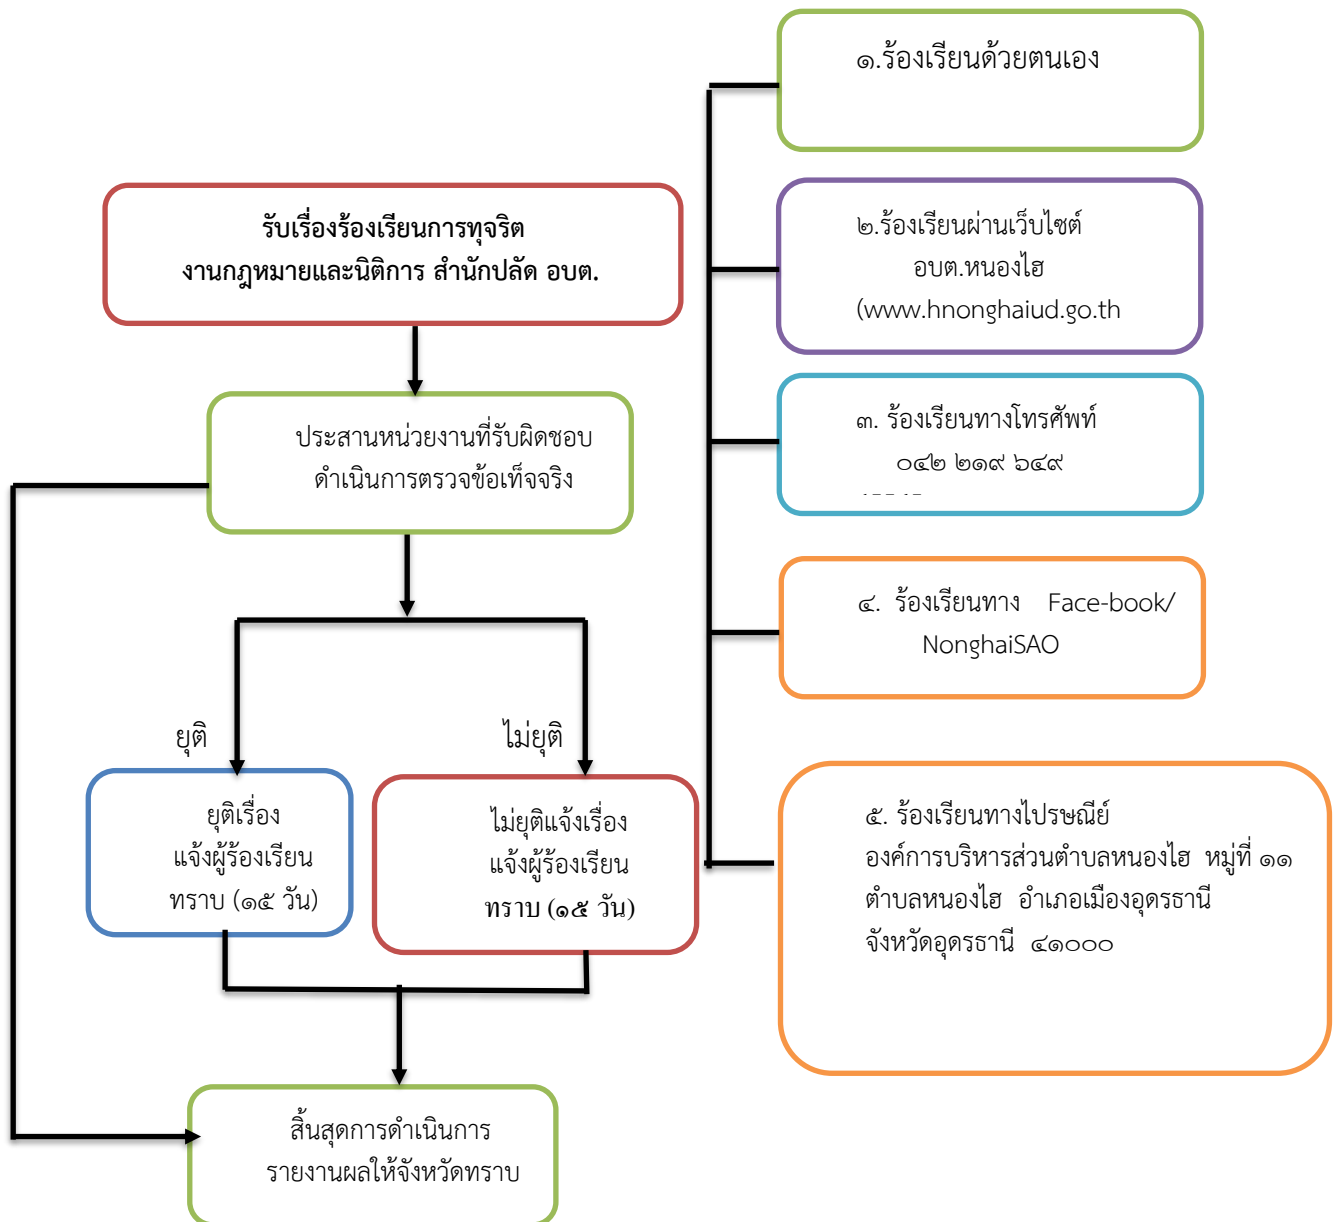 รับเรื่องร้องเรียนการทุจริต
งานกฎหมายและนิติการ สำนักปลัด อบต.
ประสานหน่วยงานที่รับผิดชอบ
ดำเนินการตรวจข้อเท็จจริง
ยุติ
ไม่ยุติ
ยุติเรื่อง
แจ้งผู้ร้องเรียน
ทราบ (๑๕ วัน)
ไม่ยุติแจ้งเรื่อง
แจ้งผู้ร้องเรียน
ทราบ (๑๕ วัน)
สิ้นสุดการดำเนินการ
รายงานผลให้จังหวัดทราบ
๑.ร้องเรียนด้วยตนเอง
๒.ร้องเรียนผ่านเว็บไซต์
อบต.หนองไฮ
(www.hnonghaiud.go.th
๓. ร้องเรียนทางโทรศัพท์
๐๔๒ ๒๑๙ ๖๔๙
๔. ร้องเรียนทาง Face-book/
NonghaiSAO
๕. ร้องเรียนทางไปรษณีย์
องค์การบริหารส่วนตำบลหนองไฮ หมู่ที่ ๑๑
ตำบลหนองไฮ อำเภอเมืองอุดรธานี
จังหวัดอุดรธานี ๔๑๐๐๐